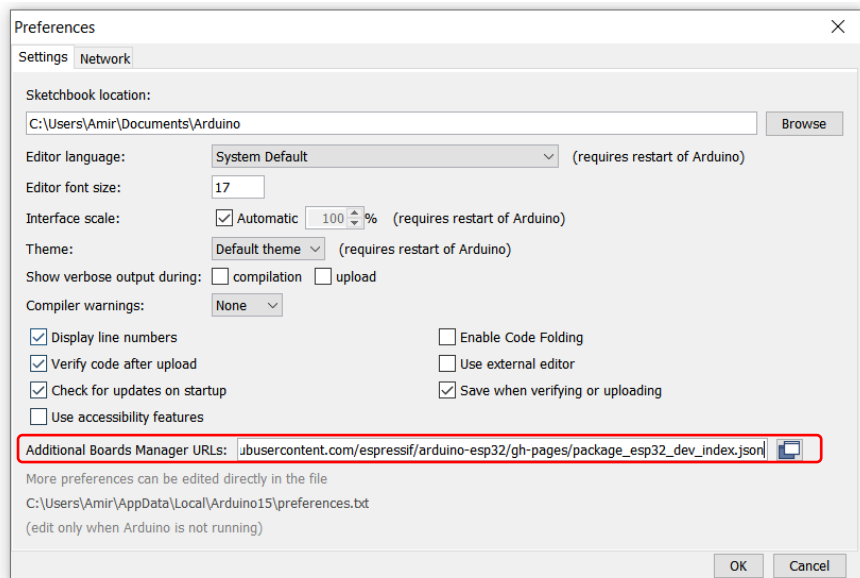 Preferences
Settings Network
Sketchbook location:
C:\Users\Amir\Documents\Arduino Browse
Editor language: System Default (requires restart of Arduino)
Editor font size: 17
Interface scale: Automatic 100 % (requires restart of Arduino)
Theme: Default theme (requires restart of Arduino)
Show verbose output during: compilation upload
Compiler warnings: None
Display line numbers Enable Code Folding
Verify code after upload Use external editor
Check for updates on startup Save when verifying or uploading
Use accessibility features
Additional Boards Manager URLs: ubusercontent.com/espressif/arduino-esp32/gh-pages/package_esp32_dev_index.json
More preferences can be edited directly in the file
C:\Users\Amir\AppData\Local\Arduino15\preferences.txt
(edit only when Arduino is not running)
OK Cancel